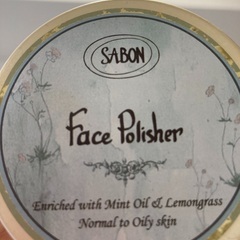 SABON
Face Polisher
Enriched with Mint Oil & Lemongrass
Normal to Oily skin